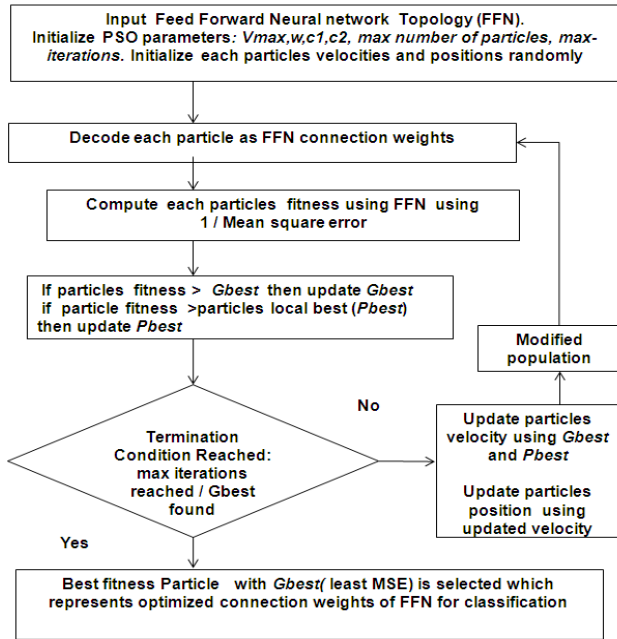 Input Feed Forward Neural network Topology (FFN).
Initialize PSO parameters: Vmax,w,c1,c2, max number of particles, max-
iterations. Initialize each particles velocities and positions randomly
Decode each particle as FFN connection weights
Compute each particles fitness using FFN using
1 / Mean square error
If particles fitness > Gbest then update Gbest
if particle fitness >particles local best (Pbest)
then update Pbest
Modified
population
No
Termination
Condition Reached:
max iterations
reached / Gbest
found
Update particles
velocity using Gbest
and Pbest
Update particles
position using
updated velocity
Yes
Best fitness Particle with Gbest( least MSE) is selected which
represents optimized connection weights of FFN for classification